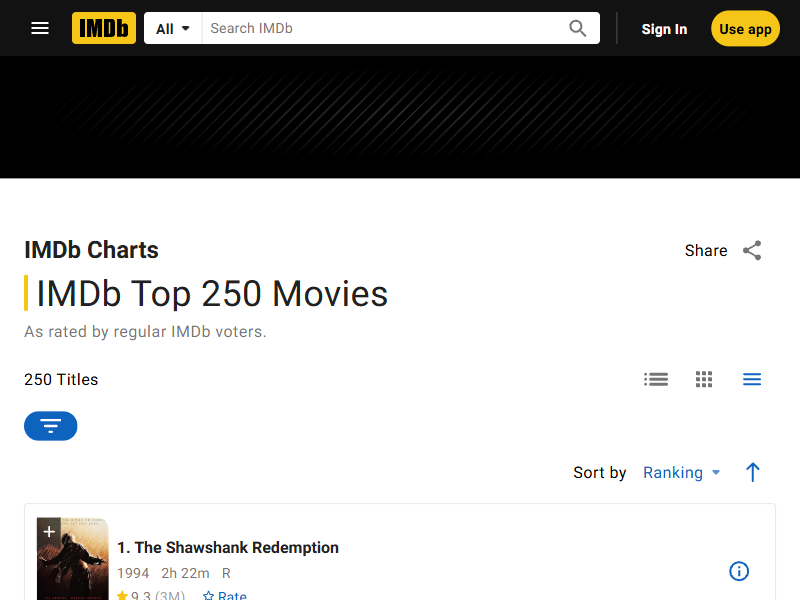 IMDb All Search IMDb Sign In Use app
IMDb Charts
Share
IMDb Top 250 Movies
As rated by regular IMDb voters.
250 Titles
Sort by Ranking
1. The Shawshank Redemption
1994 2h 22m R
9.3 (3M) Rate